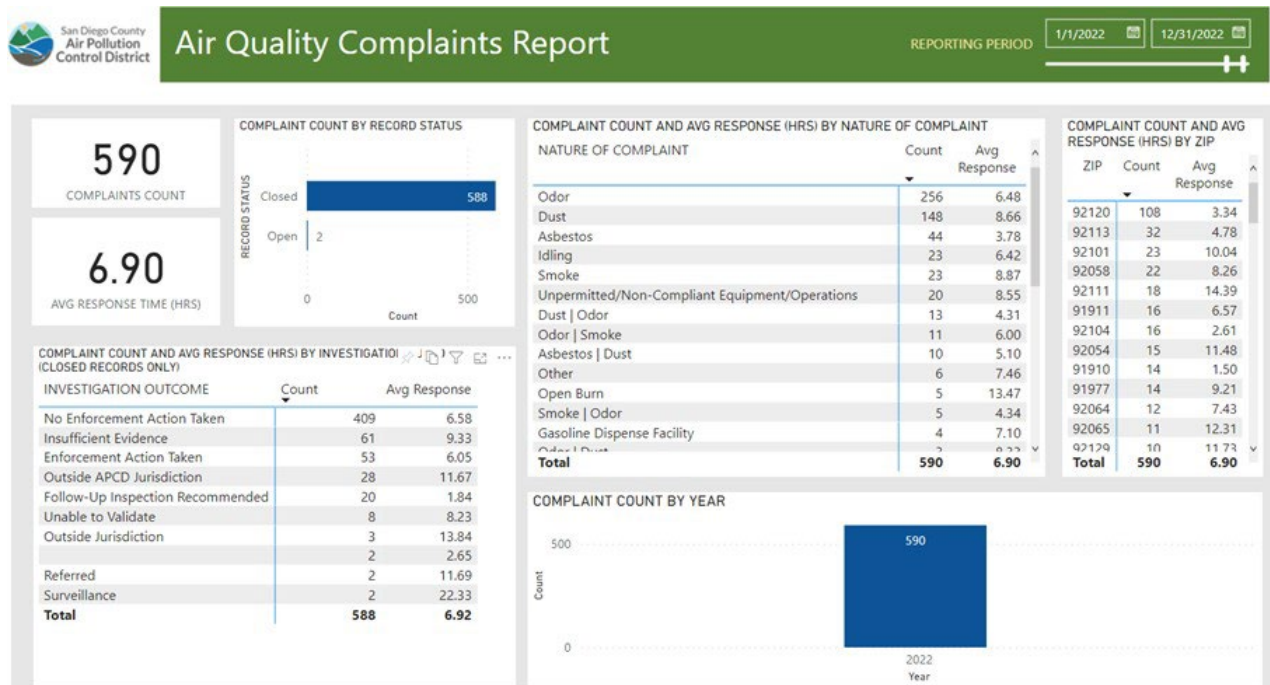 San Diego County
Air Pollution
Control District
Air Quality Complaints Report
REPORTING PERIOD
1/1/2022
12/31/2022
590
COMPLAINTS COUNT
6.90
AVG RESPONSE TIME (HRS)
COMPLAINT COUNT BY RECORD STATUS
RECORD STATUS
Closed 588
Open 2
0 500
Count
COMPLAINT COUNT AND AVG RESPONSE (HRS) BY INVESTIGATIO
(CLOSED RECORDS ONLY)
INVESTIGATION OUTCOME Count Avg Response
No Enforcement Action Taken 409 6.58
Insufficient Evidence 61 9.33
Enforcement Action Taken 53 6.05
Outside APCD Jurisdiction 28 11.67
Follow-Up Inspection Recommended 20 1.84
Unable to Validate 8 8.23
Outside Jurisdiction 3 13.84
2 2.65
Referred 2 11.69
Surveillance 2 22.33
Total 588 6.92
COMPLAINT COUNT AND AVG RESPONSE (HRS) BY NATURE OF COMPLAINT
NATURE OF COMPLAINT Count Avg
Response
Odor 256 6.48
Dust 148 8.66
Asbestos 44 3.78
Idling 23 6.42
Smoke 23 8.87
Unpermitted/Non-Compliant Equipment/Operations 20 8.55
Dust | Odor 13 4.31
Odor | Smoke 11 6.00
Asbestos | Dust 10 5.10
Other 6 7.46
Open Burn 5 13.47
Smoke | Odor 5 4.34
Gasoline Dispense Facility 4 7.10
Odor | Dust
Total 590 6.90
COMPLAINT COUNT AND AVG
RESPONSE (HRS) BY ZIP
ZIP Count Avg
Response
92120 108 3.34
92113 32 4.78
92101 23 10.04
92058 22 8.26
92111 18 14.39
91911 16 6.57
92104 16 2.61
92054 15 11.48
91910 14 1.50
91977 14 9.21
92064 12 7.43
92065 11 12.31
92129 10 11.73
Total 590 6.90
COMPLAINT COUNT BY YEAR
Count
500
590
0
2022
Year